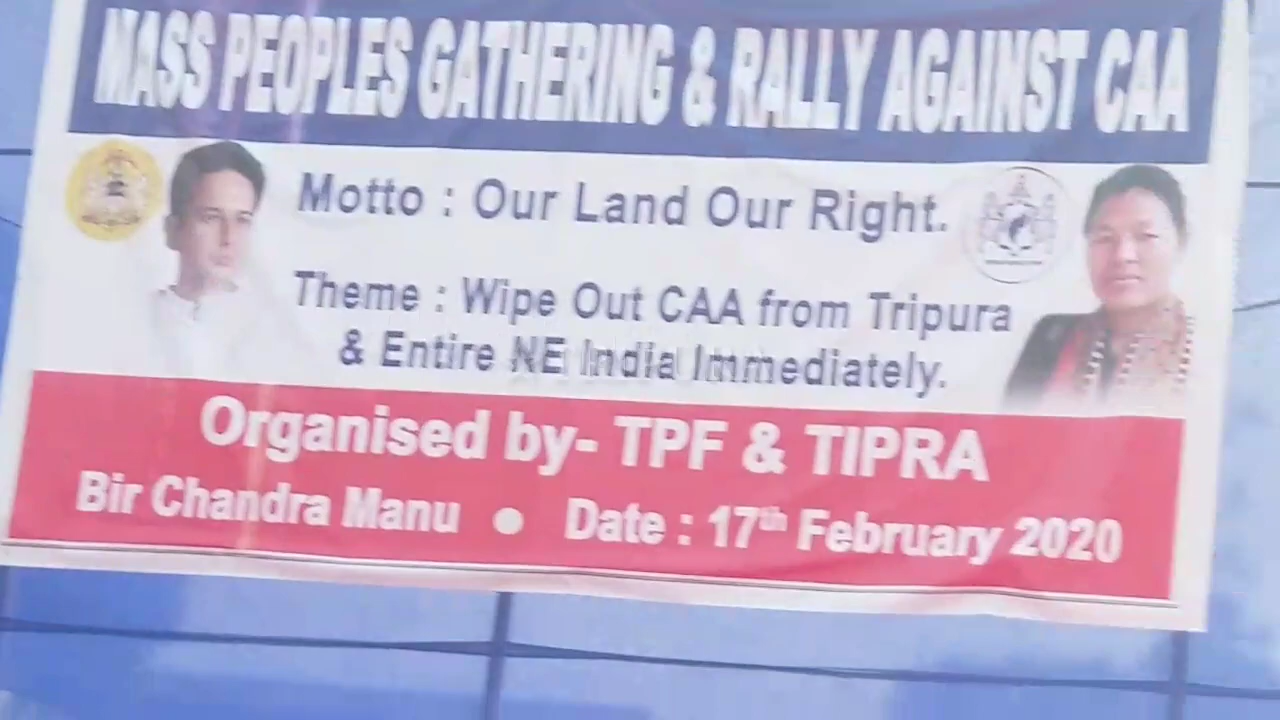 MASS PEOPLES GATHERING & RALLY AGAINST CAA
Motto : Our Land Our Right.
Theme : Wipe Out CAA from Tripura
& Entire NE India Immediately.
Organised by- TPF & TIPRA
Bir Chandra Manu • Date : 17th February 2020